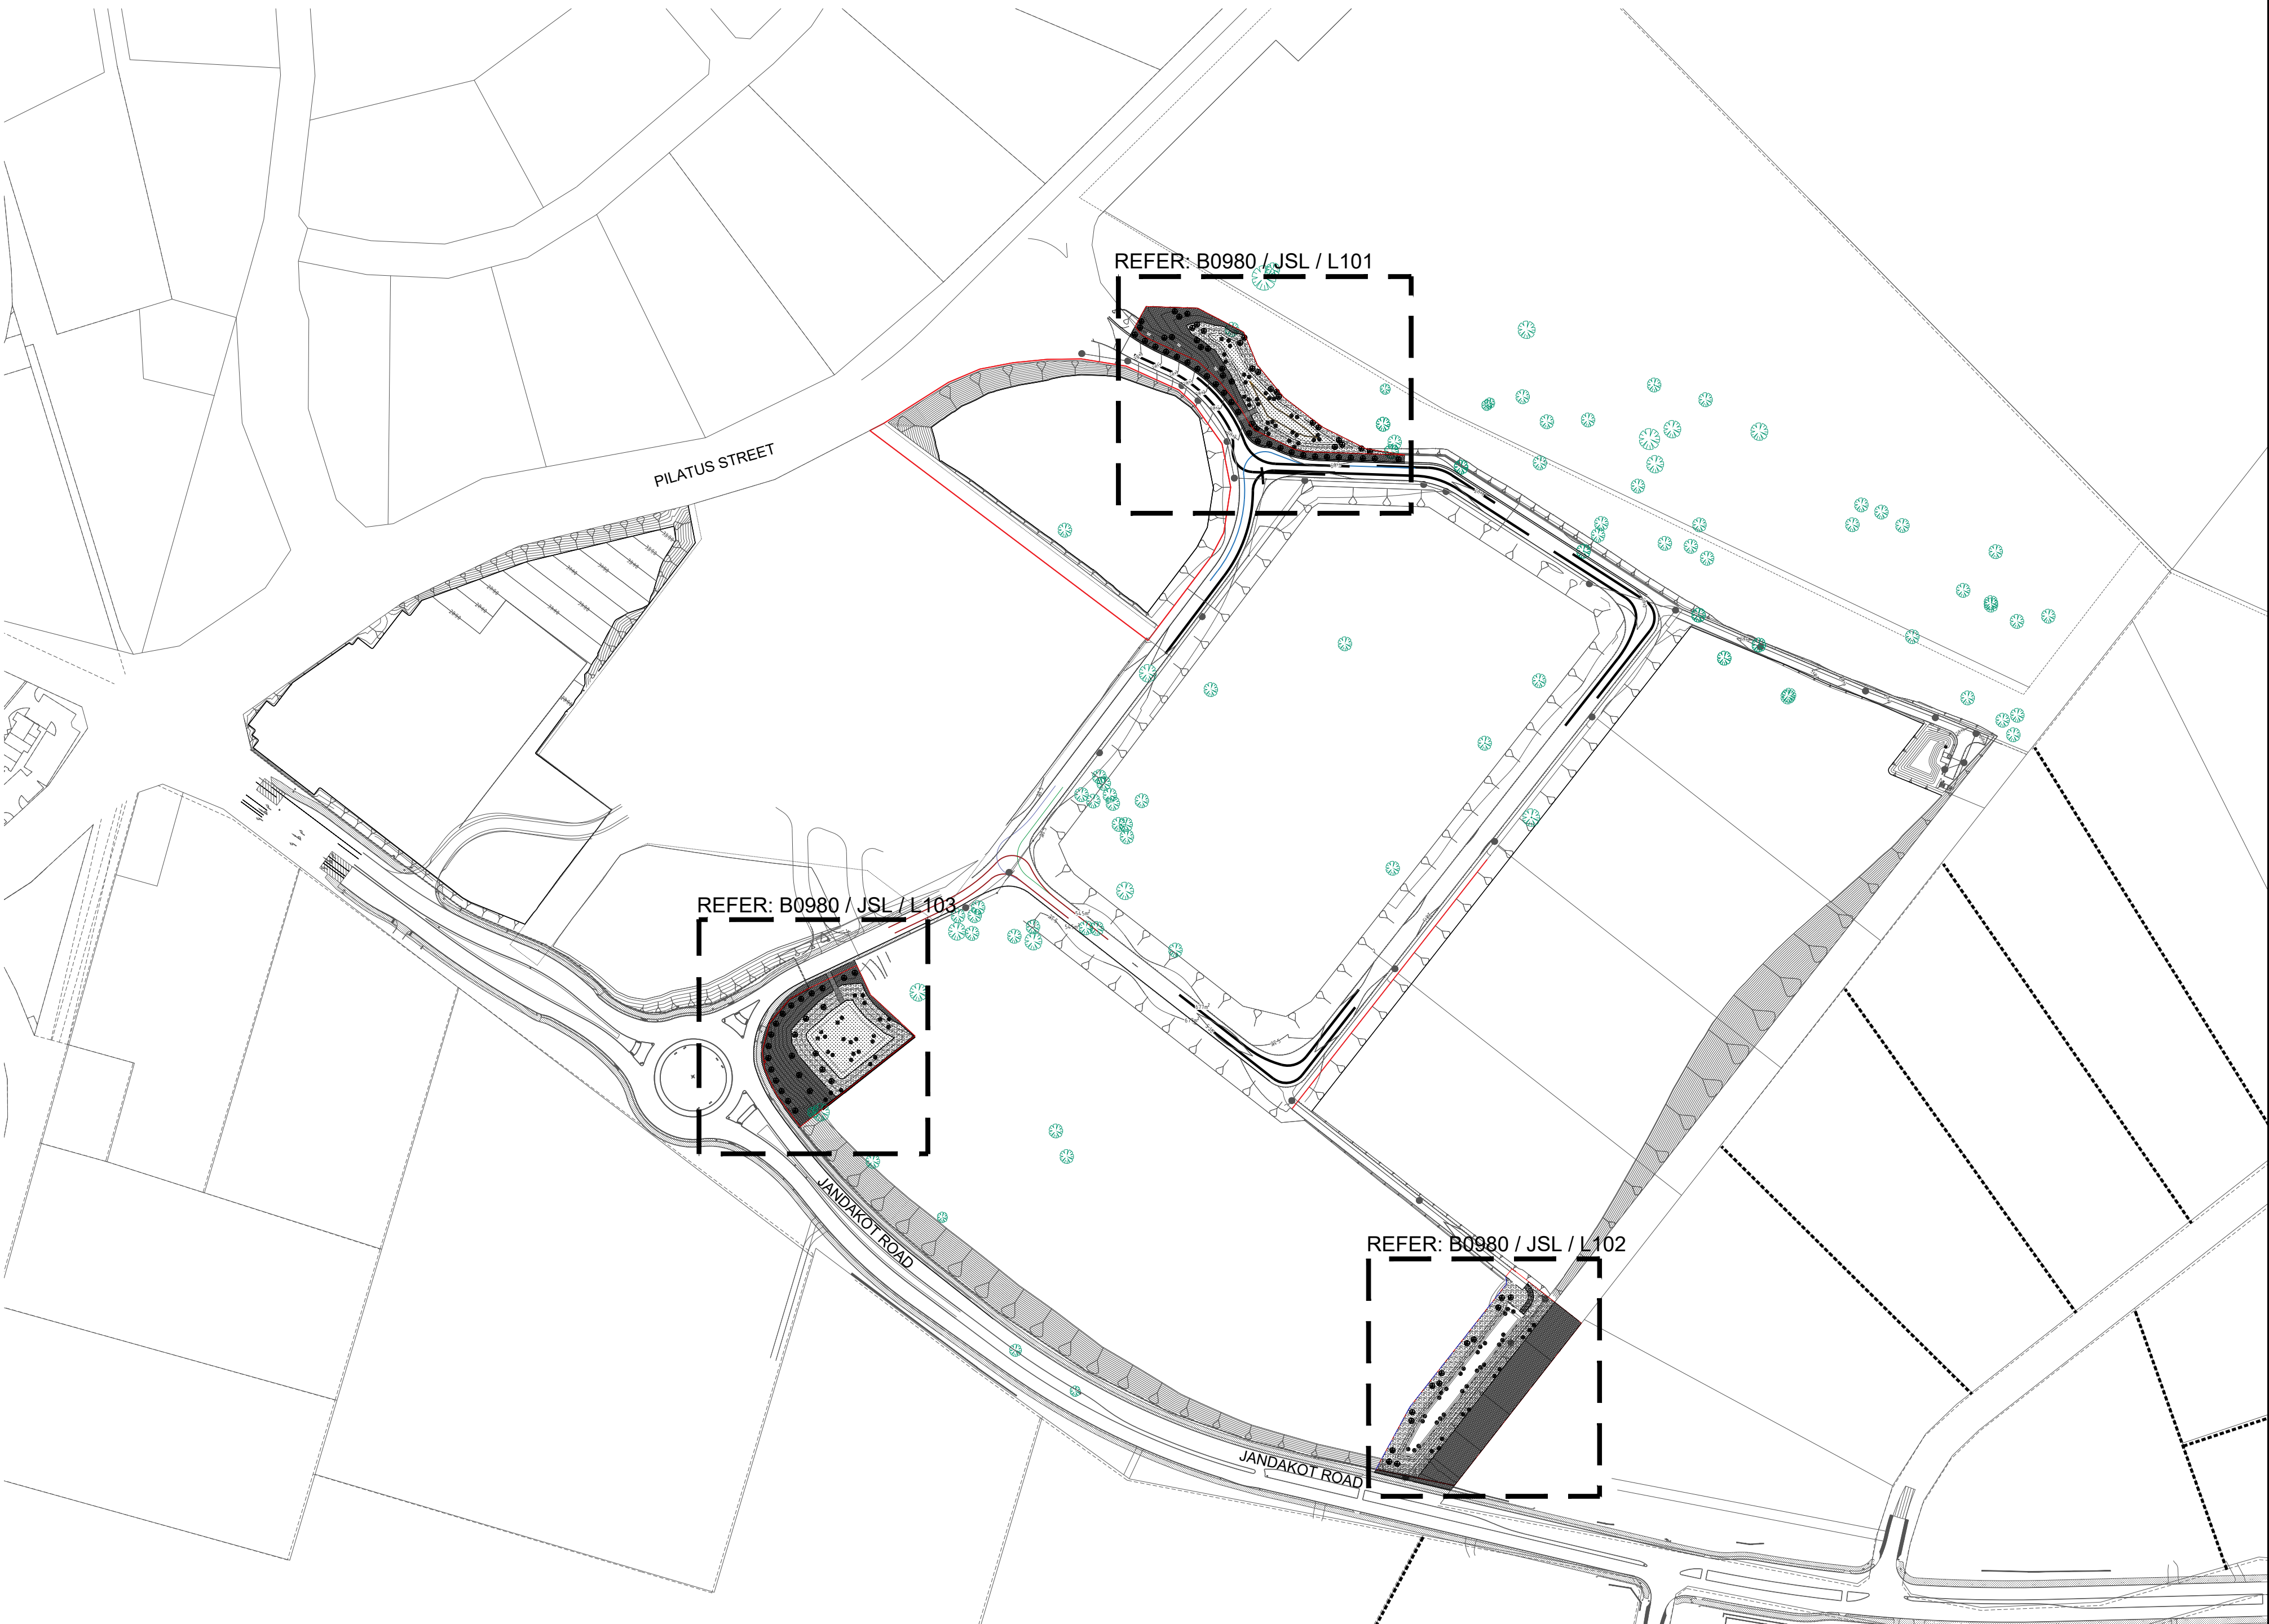 REFER: B0980 / JSL / L101
PILATUS STREET
REFER: B0980 / JSL / L103
JANDAKOT ROAD
REFER: B0980 / JSL / L102
JANDAKOT ROAD